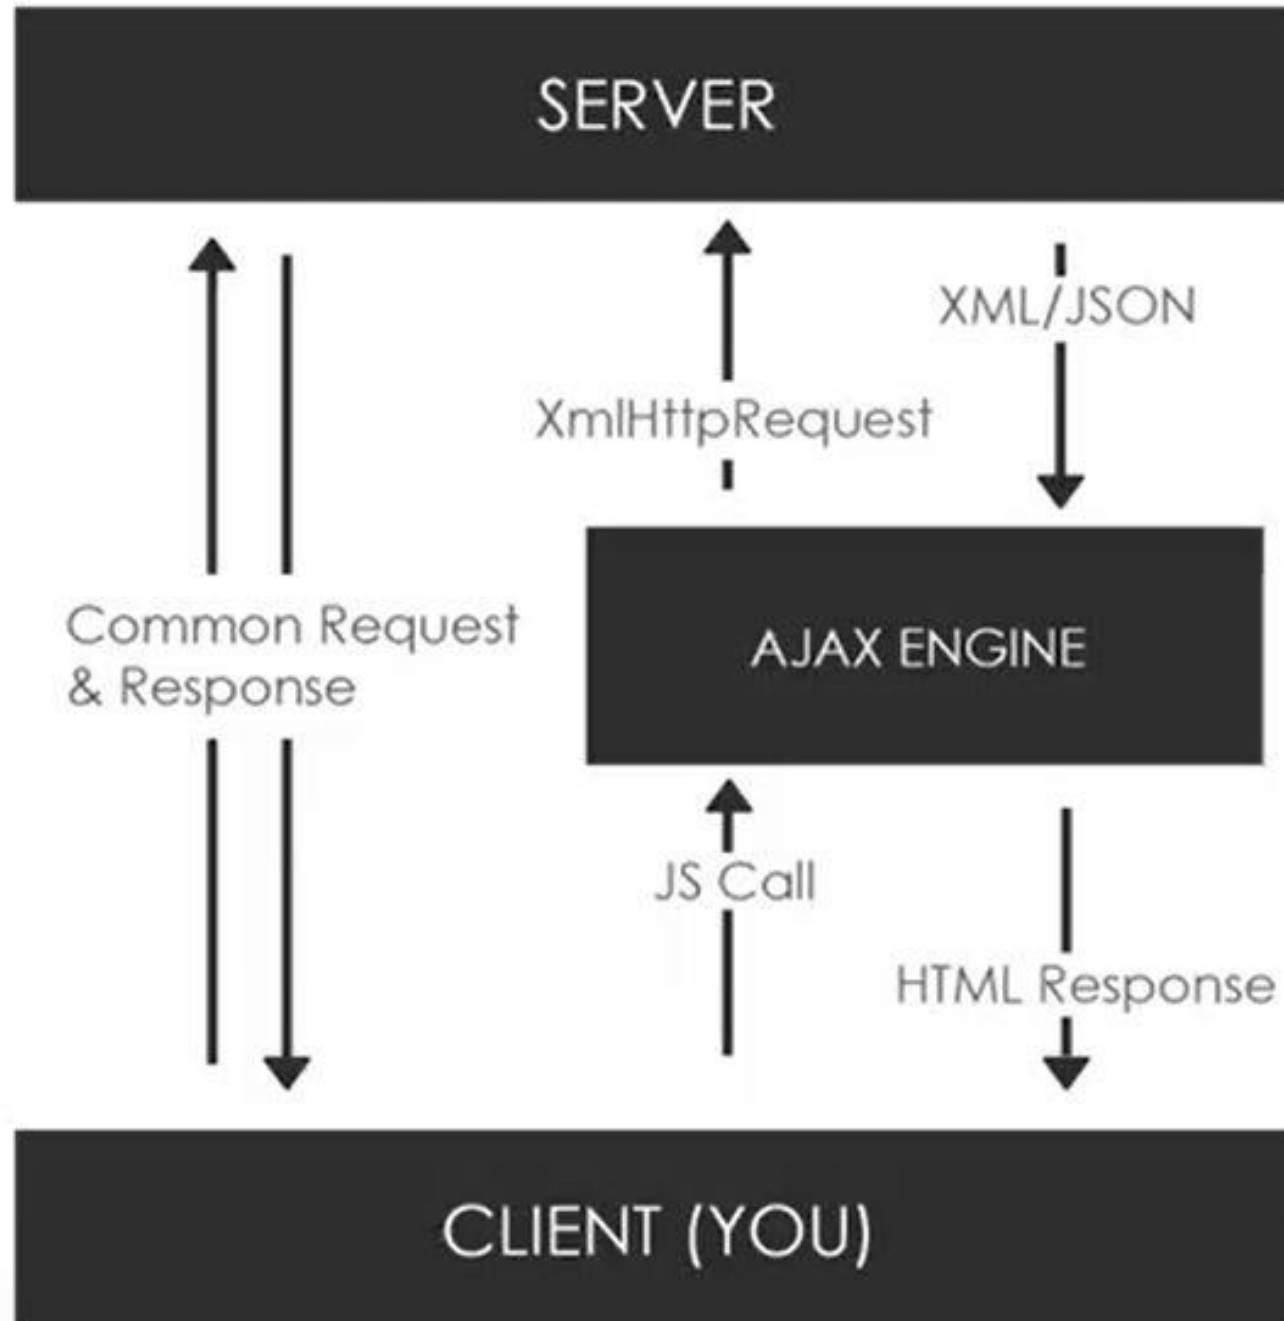 SERVER
XML/JSON
XmlHttpRequest
Common Request
& Response
AJAX ENGINE
JS Call
HTML Response
CLIENT (YOU)